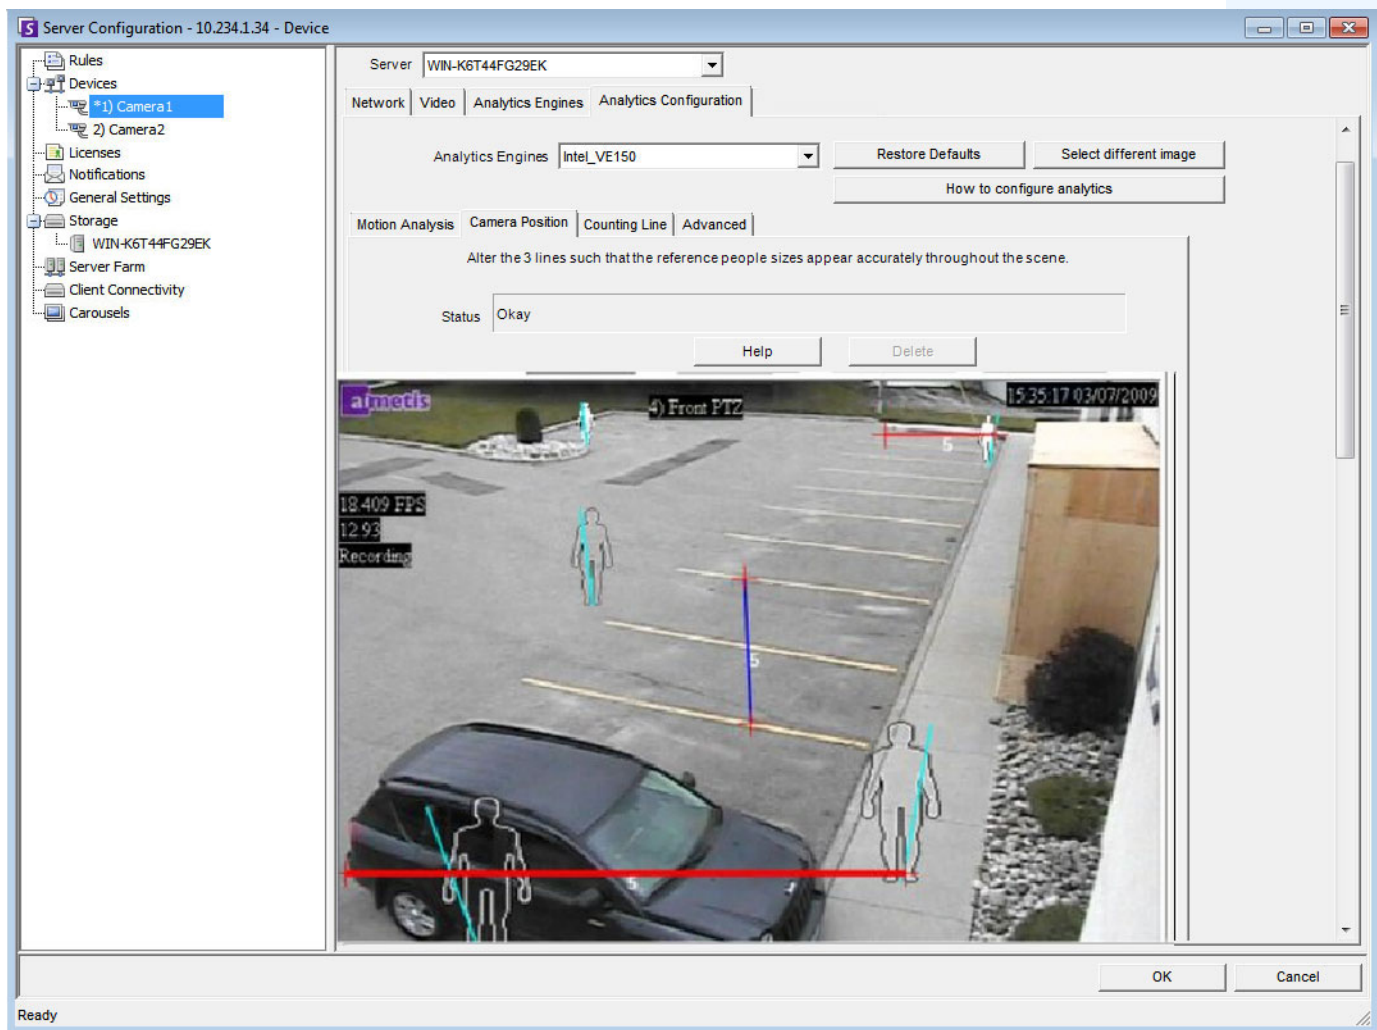 Server Configuration - 10.234.1.34 - Device
Rules
Devices
*1) Camera1
2) Camera2
Licenses
Notifications
General Settings
Storage
WIN-K6T44FG29EK
Server Farm
Client Connectivity
Carousels
Server WIN-K6T44FG29EK
Network Video Analytics Engines Analytics Configuration
Analytics Engines Intel_VE150 Restore Defaults Select different image
How to configure analytics
Motion Analysis Camera Position Counting Line Advanced
Alter the 3 lines such that the reference people sizes appear accurately throughout the scene.
Status Okay
Help Delete
aimetis 4) Front PTZ 15:35:17 03/07/2009
5
18.409 FPS
12.93
Recording
5
5
OK Cancel
Ready